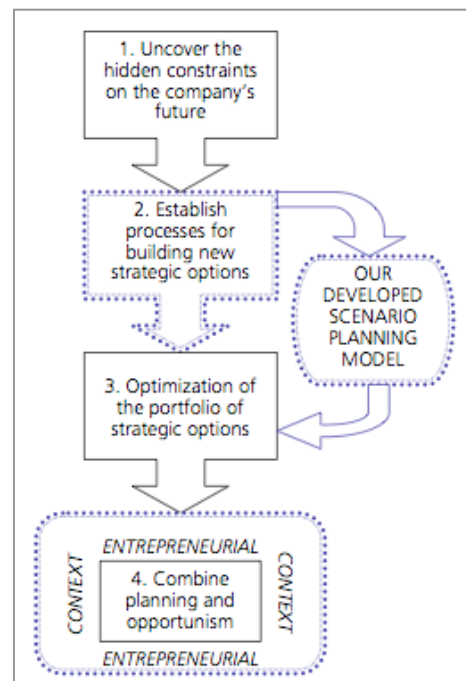 1. Uncover the
hidden constraints
on the company's
future
2. Establish
processes for
building new
strategic options
OUR
DEVELOPED
SCENARIO
PLANNING
MODEL
3. Optimization of
the portfolio of
strategic options
ENTREPRENEURIAL
CONTEXT
4. Combine
planning and
opportunism
CONTEXT
ENTREPRENEURIAL